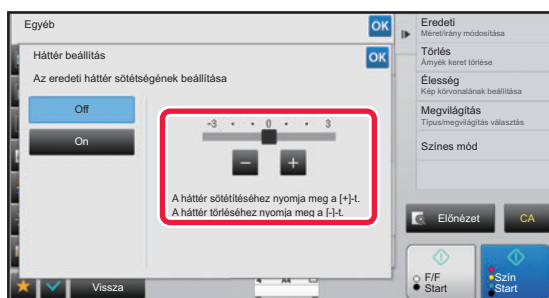 Egyéb
OK
Háttér beállítás
OK
Az eredeti háttér sötétségének beállítása
Off
On
-3 · · 0 · · 3
− +
A háttér sötétítéséhez nyomja meg a [+]-t.
A háttér törléséhez nyomja meg a [-]-t.
Vissza
A4
Eredeti
Méret/irány módosítása
Törlés
Árnyék keret törlése
Élesség
Kép körvonalának beállítása
Megvilágítás
Típus/megvilágítás választás
Színes mód
Előnézet
CA
F/F
Start
Szín
Start